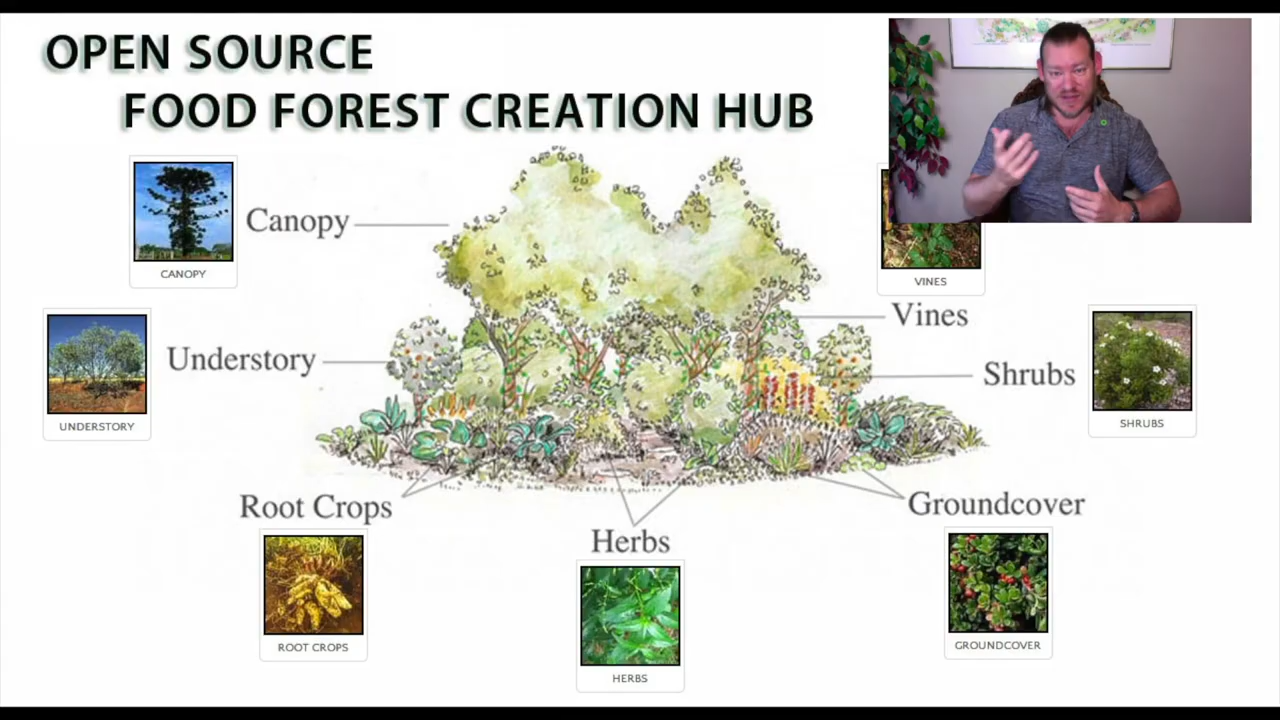 OPEN SOURCE
FOOD FOREST CREATION HUB
Canopy
CANOPY
VINES
Vines
Understory
UNDERSTORY
Shrubs
SHRUBS
Root Crops
ROOT CROPS
Herbs
HERBS
Groundcover
GROUNDCOVER